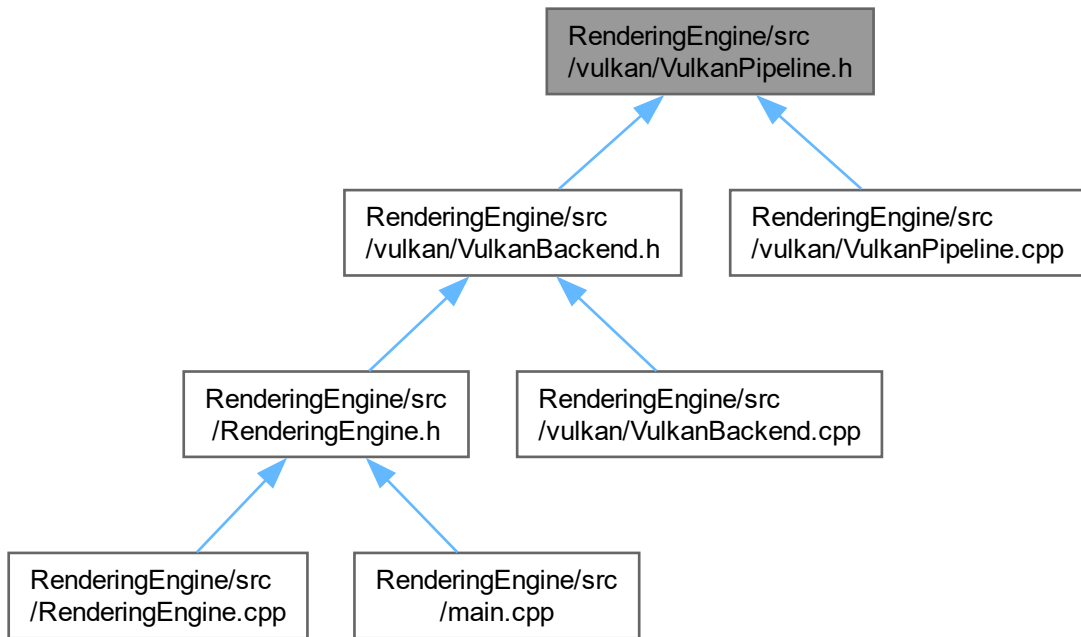 RenderingEngine/src
/vulkan/VulkanPipeline.h
RenderingEngine/src
/vulkan/VulkanBackend.h
RenderingEngine/src
/vulkan/VulkanPipeline.cpp
RenderingEngine/src
/RenderingEngine.h
RenderingEngine/src
/vulkan/VulkanBackend.cpp
RenderingEngine/src
/RenderingEngine.cpp
RenderingEngine/src
/main.cpp